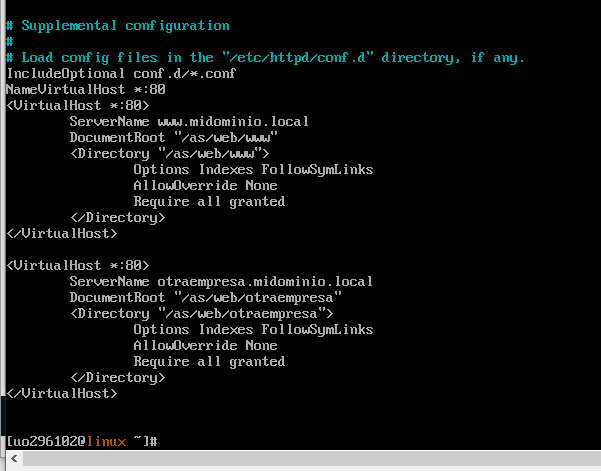 # Supplemental configuration
#
# Load config files in the "/etc/httpd/conf.d" directory, if any.
IncludeOptional conf.d/*.conf
NameVirtualHost *:80
<VirtualHost *:80>
        ServerName www.midominio.local
        DocumentRoot "/as/web/www"
        <Directory "/as/web/www">
                Options Indexes FollowSymLinks
                AllowOverride None
                Require all granted
        </Directory>
</VirtualHost>

<VirtualHost *:80>
        ServerName otraempresa.midominio.local
        DocumentRoot "/as/web/otraempresa"
        <Directory "/as/web/otraempresa">
                Options Indexes FollowSymLinks
                AllowOverride None
                Require all granted
        </Directory>
</VirtualHost>

[uo296102@linux ~]#